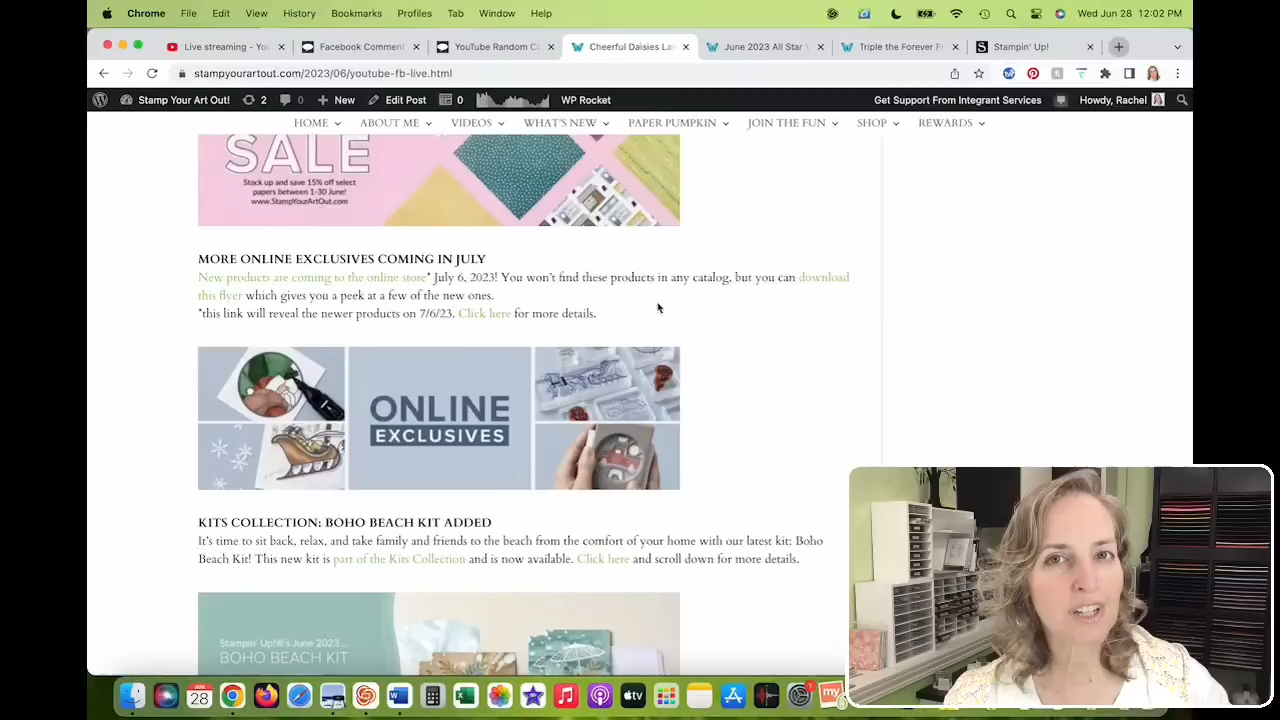 Chrome File Edit View History Bookmarks Profiles Tab Window Help Wed Jun 28 12:02 PM
Live streaming - You Facebook Comment YouTube Random Co Cheerful Daisies La June 2023 All Star Triple the Forever Fr Stampin' Up!
stampyourartout.com/2023/06/youtube-fb-live.html
Stamp Your Art Out! 2 0 New Edit Post 0 WP Rocket Get Support From Integrant Services Howdy, Rachel
HOME ABOUT ME VIDEOS WHAT'S NEW PAPER PUMPKIN JOIN THE FUN SHOP REWARDS
SALE
Stock up and save 15% off select
papers between 1-30 June!
www.StampYourArtOut.com
MORE ONLINE EXCLUSIVES COMING IN JULY
New products are coming to the online store* July 6, 2023! You won't find these products in any catalog, but you can download
this flyer which gives you a peek at a few of the new ones.
*this link will reveal the newer products on 7/6/23. Click here for more details.
ONLINE
EXCLUSIVES
KITS COLLECTION: BOHO BEACH KIT ADDED
It's time to sit back, relax, and take family and friends to the beach from the comfort of your home with our latest kit: Boho
Beach Kit! This new kit is part of the Kits Collection and is now available. Click here and scroll down for more details.
Stampin' Up!®'s June 2023...
BOHO BEACH KIT
JUN
28
tv
1
my